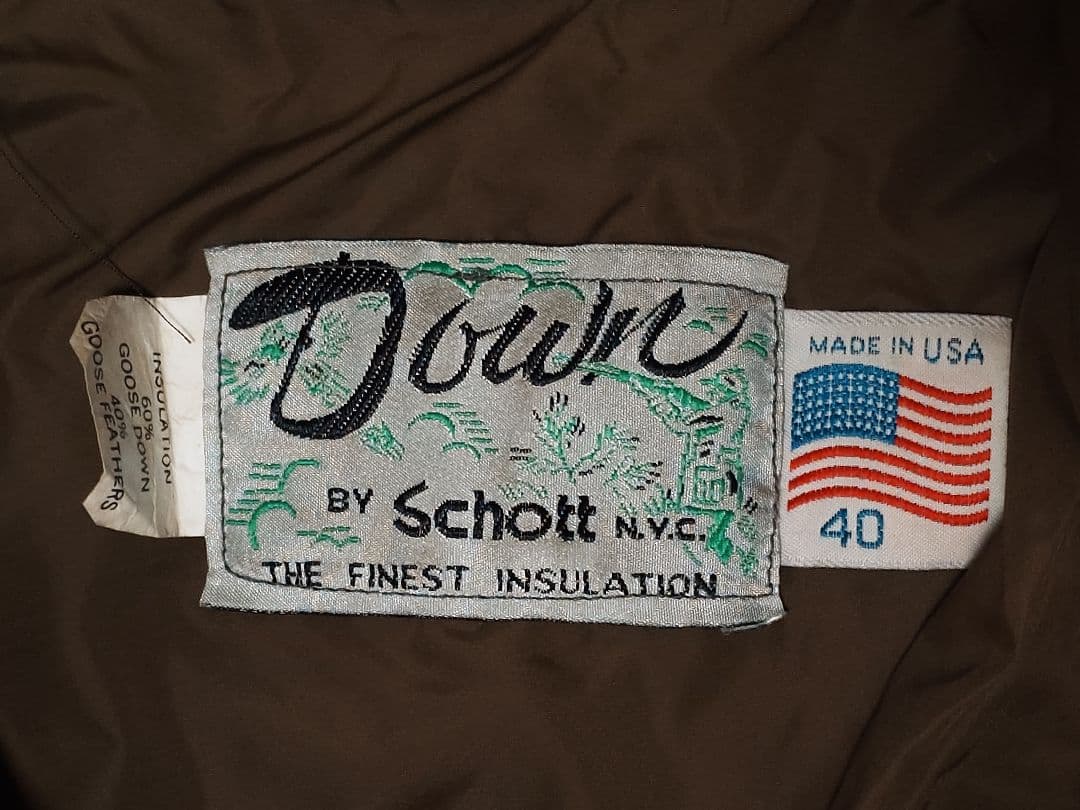 Down
BY Schott N.Y.C.
THE FINEST INSULATION
MADE IN USA
40
INSULATION
60%
GOOSE DOWN
40%
GOOSE FEATHERS